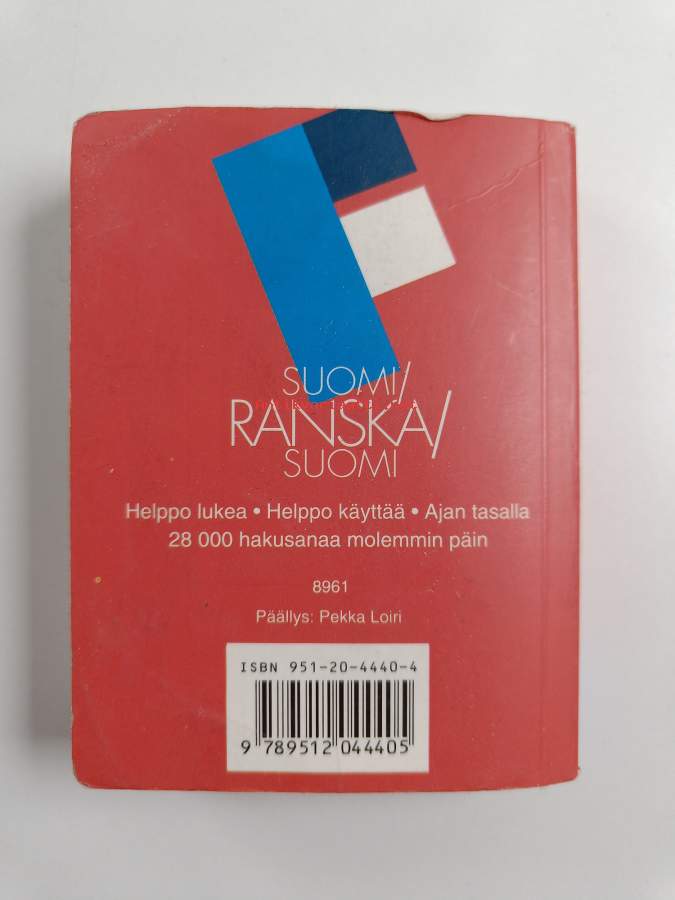 SUOMI/
RANSKA/
SUOMI
Helppo lukea • Helppo käyttää • Ajan tasalla
28 000 hakusanaa molemmin päin
8961
Päällys: Pekka Loiri
ISBN 951-20-4440-4
9 789512 044405